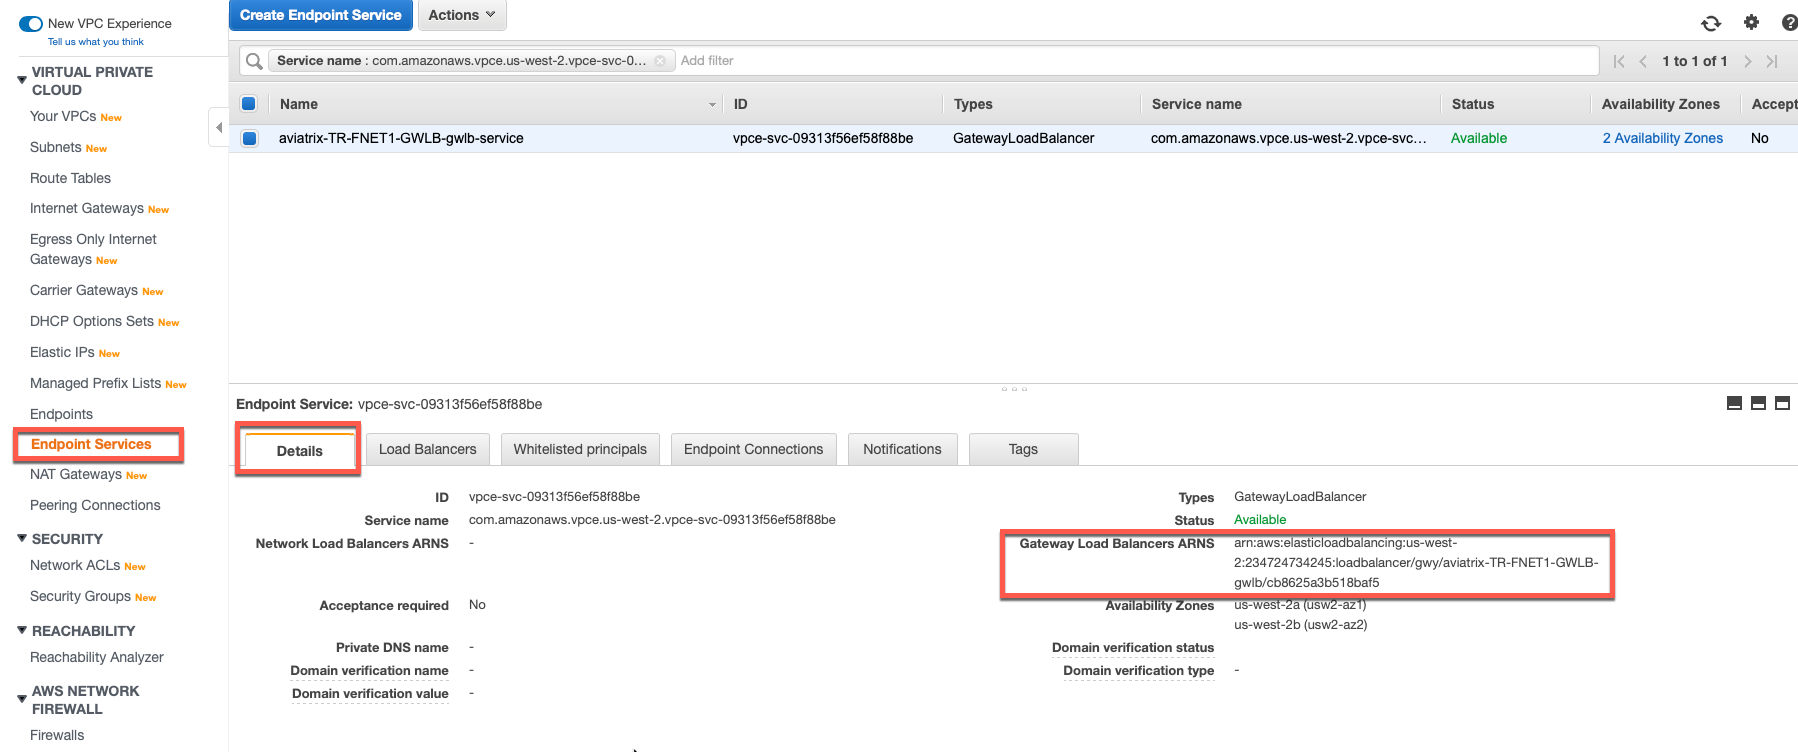 New VPC Experience
Tell us what you think
VIRTUAL PRIVATE
CLOUD
Your VPCs New
Subnets New
Route Tables
Internet Gateways New
Egress Only Internet
Gateways New
Carrier Gateways New
DHCP Options Sets New
Elastic IPs New
Managed Prefix Lists New
Endpoints
Endpoint Services
NAT Gateways New
Peering Connections
SECURITY
Network ACLs New
Security Groups New
REACHABILITY
Reachability Analyzer
AWS NETWORK
FIREWALL
Firewalls
Create Endpoint Service Actions
Service name : com.amazonaws.vpce.us-west-2.vpce-svc-0... Add filter
1 to 1 of 1
Name ID Types Service name Status Availability Zones Accept
aviatrix-TR-FNET1-GWLB-gwlb-service vpce-svc-09313f56ef58f88be GatewayLoadBalancer com.amazonaws.vpce.us-west-2.vpce-svc... Available 2 Availability Zones No
Endpoint Service: vpce-svc-09313f56ef58f88be
Details Load Balancers Whitelisted principals Endpoint Connections Notifications Tags
ID vpce-svc-09313f56ef58f88be
Service name com.amazonaws.vpce.us-west-2.vpce-svc-09313f56ef58f88be
Network Load Balancers ARNS -
Acceptance required No
Private DNS name -
Domain verification name -
Domain verification value -
Types GatewayLoadBalancer
Status Available
Gateway Load Balancers ARNS arn:aws:elasticloadbalancing:us-west-
2:234724734245:loadbalancer/gwy/aviatrix-TR-FNET1-GWLB-
gwlb/cb8625a3b518baf5
Availability Zones us-west-2a (usw2-az1)
us-west-2b (usw2-az2)
Domain verification status
Domain verification type -